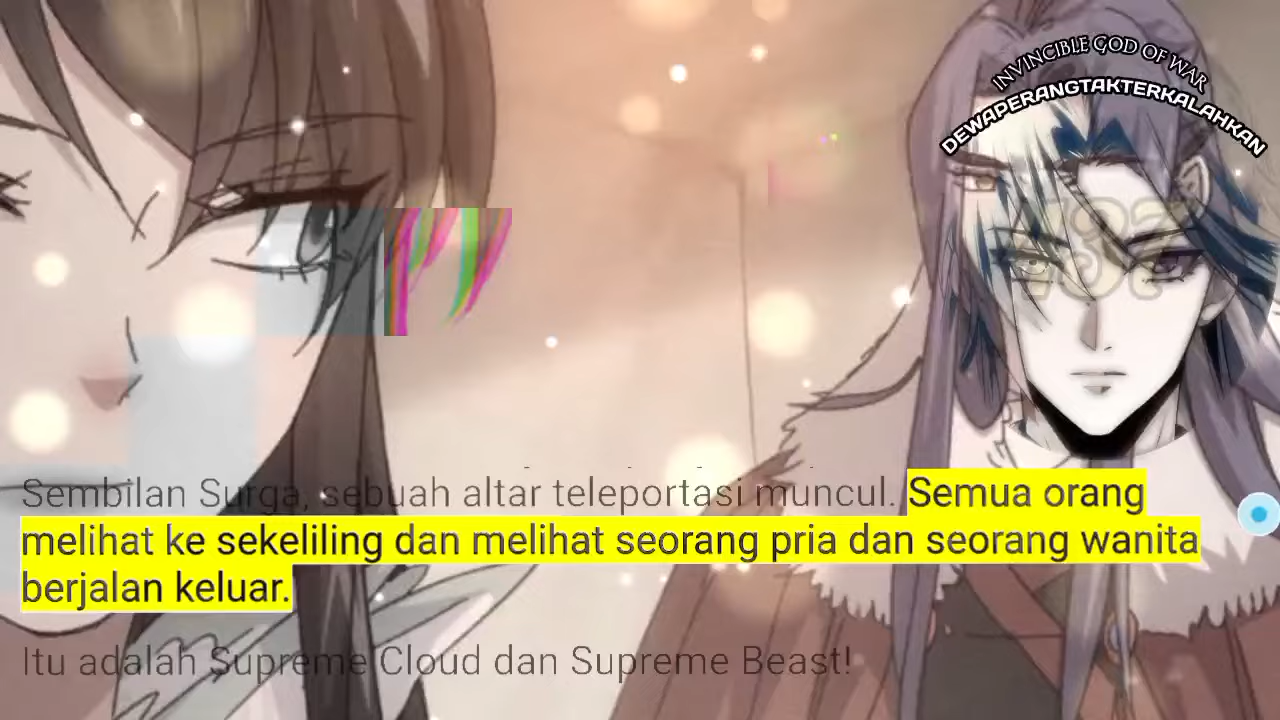 INVINCIBLE GOD OF WAR
DEWAPERANGTAKTERKALAHKAN
Sembilan Surga, sebuah altar teleportasi muncul. Semua orang
melihat ke sekeliling dan melihat seorang pria dan seorang wanita
berjalan keluar.
Itu adalah Supreme Cloud dan Supreme Beast!